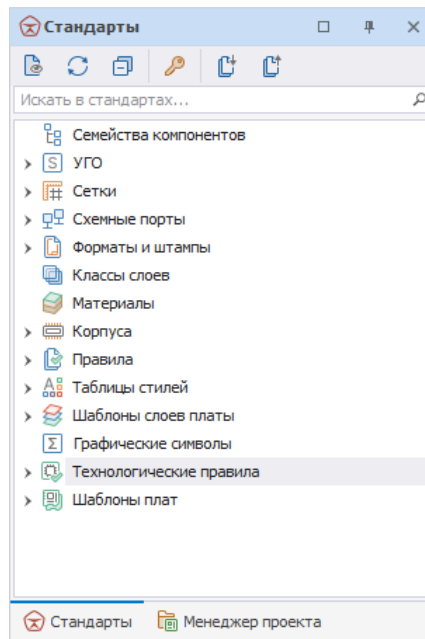 Стандарты
Искать в стандартах...
Семейства компонентов
S УГО
Сетки
Схемные порты
Форматы и штампы
Классы слоев
Материалы
Корпуса
Правила
Таблицы стилей
Шаблоны слоев платы
Σ Графические символы
Технологические правила
Шаблоны плат
Стандарты Менеджер проекта